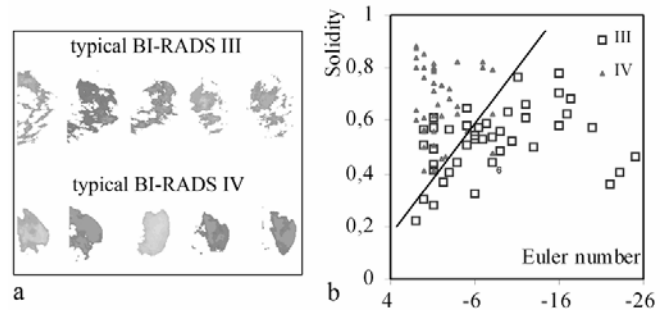 typical BI-RADS III
typical BI-RADS IV
a
Solidity
1
0,8
0,6
0,4
0,2
0
III
IV
6
Euler number
4
-6
-16
-26
b